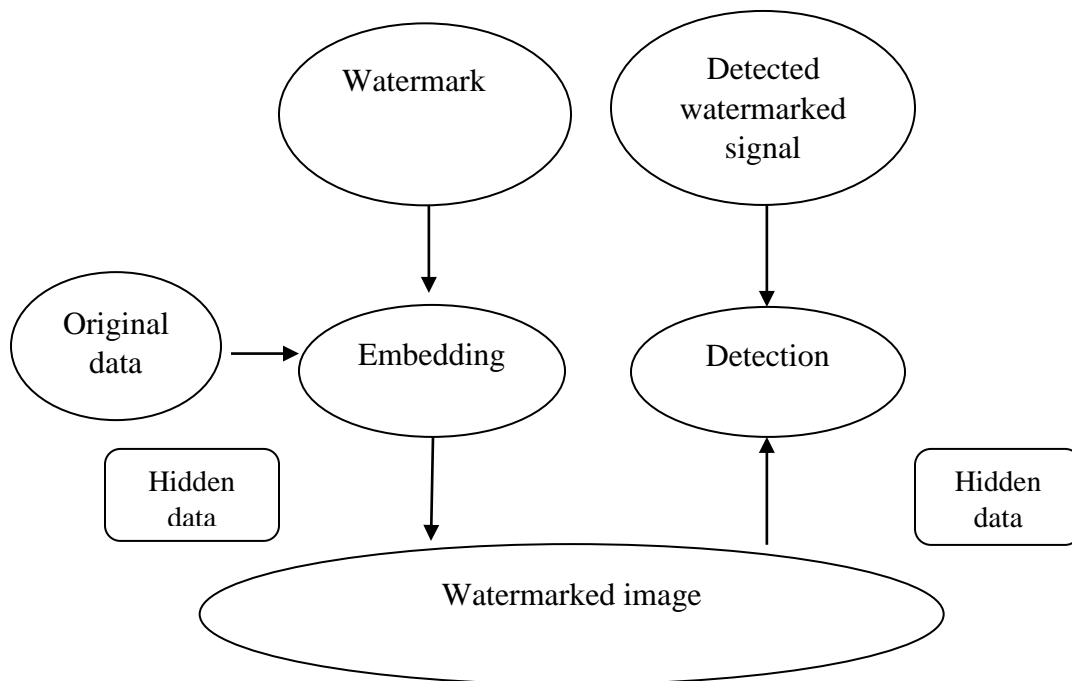 Watermark
Detected
watermarked
signal
Original
data
Embedding
Detection
Hidden
data
Hidden
data
Watermarked image